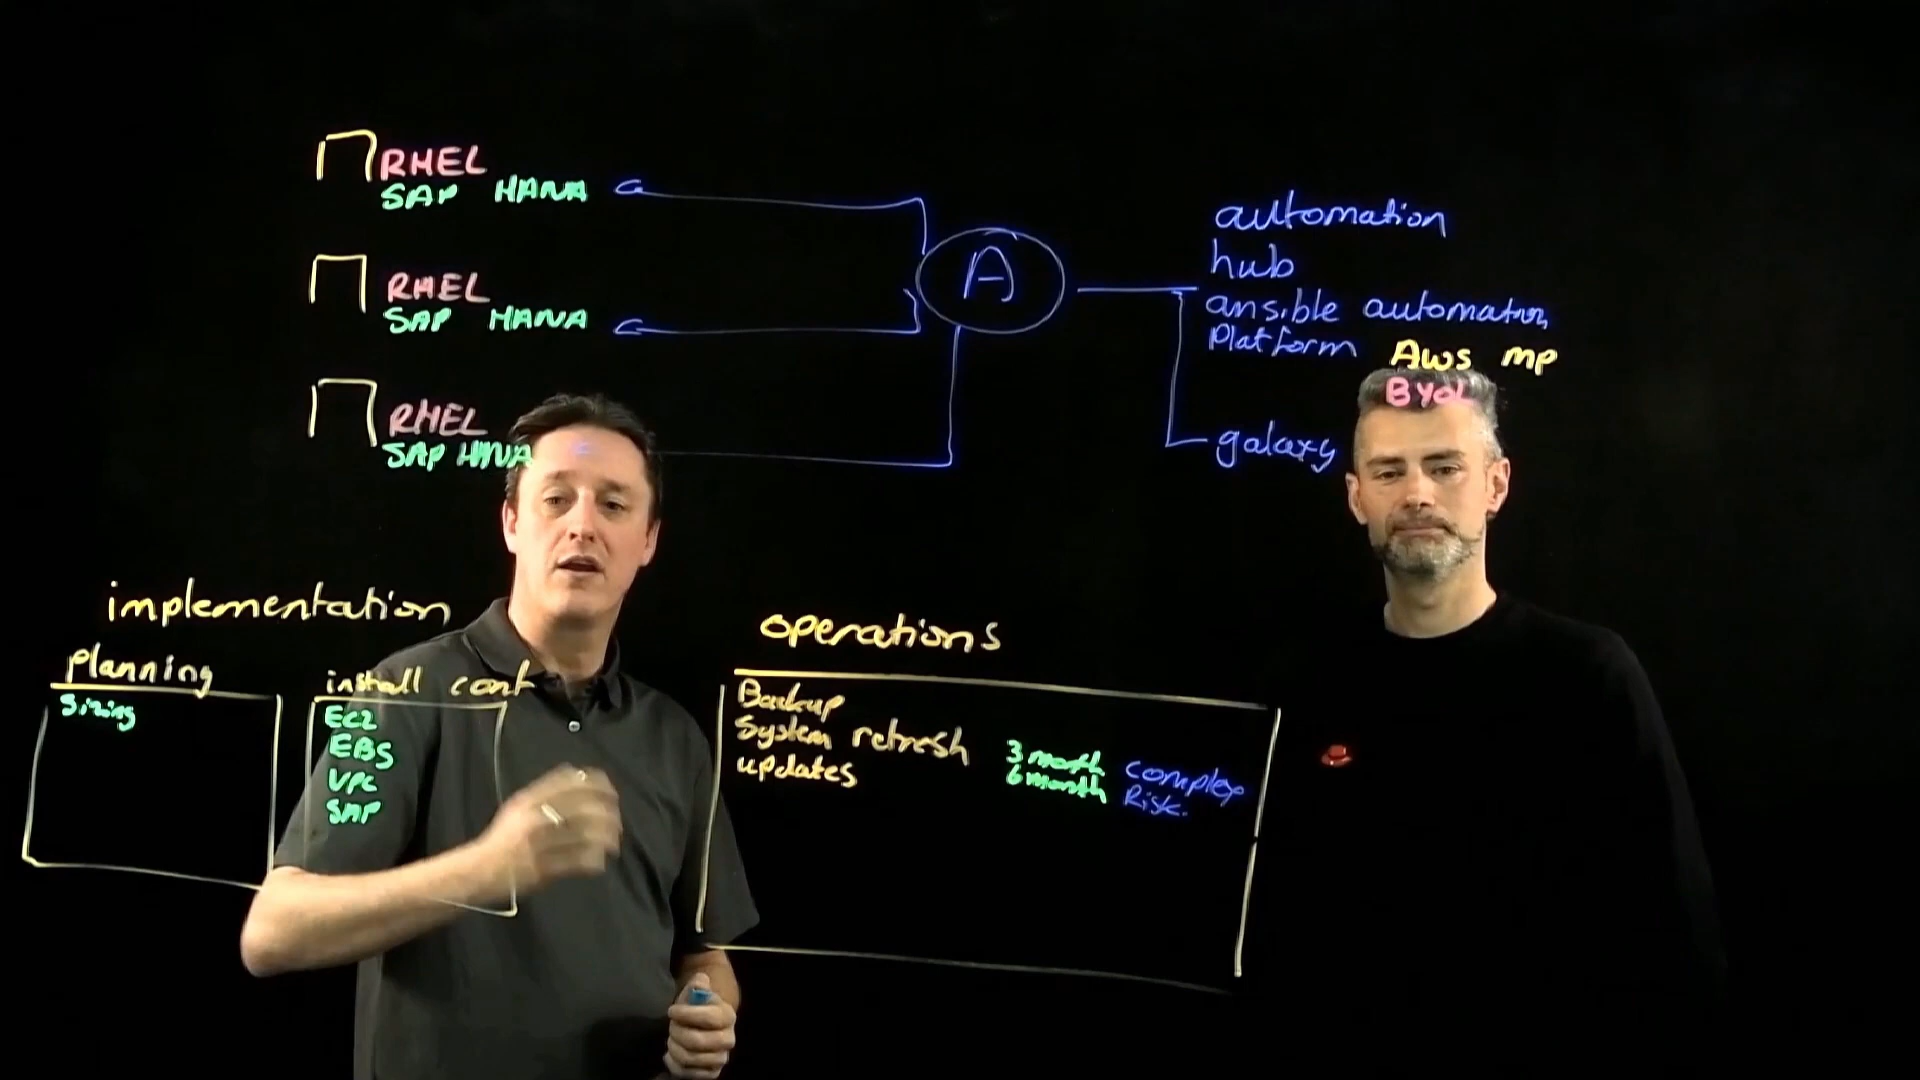 RHEL
SAP HANA
RHEL
SAP HANA
RHEL
SAP HANA
A
automation
hub
ansible automation
Platform
Aws mp
BYOL
galaxy
implementation
planning
Sizing
install conf
EC2
EBS
VPC
SAP
operations
Backup
System refresh
updates
3 month
6 month
complex
Risk.